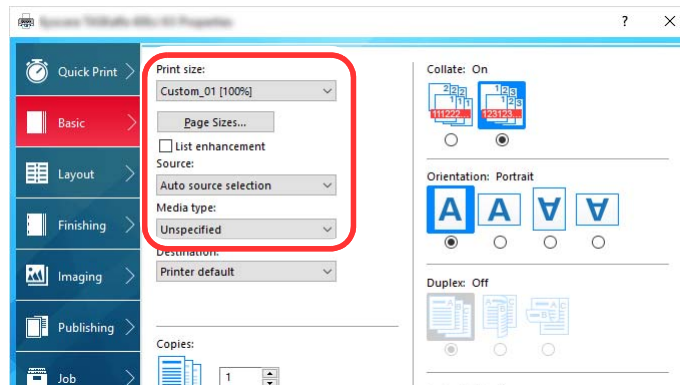 ?
Quick Print
Basic
Layout
Finishing
Imaging
Publishing
Job
Print size:
Custom_01 [100%]
Page Sizes...
List enhancement
Source:
Auto source selection
Media type:
Unspecified
Destination:
Printer default
Copies:
1
Collate: On
Orientation: Portrait
A A A A
Duplex: Off